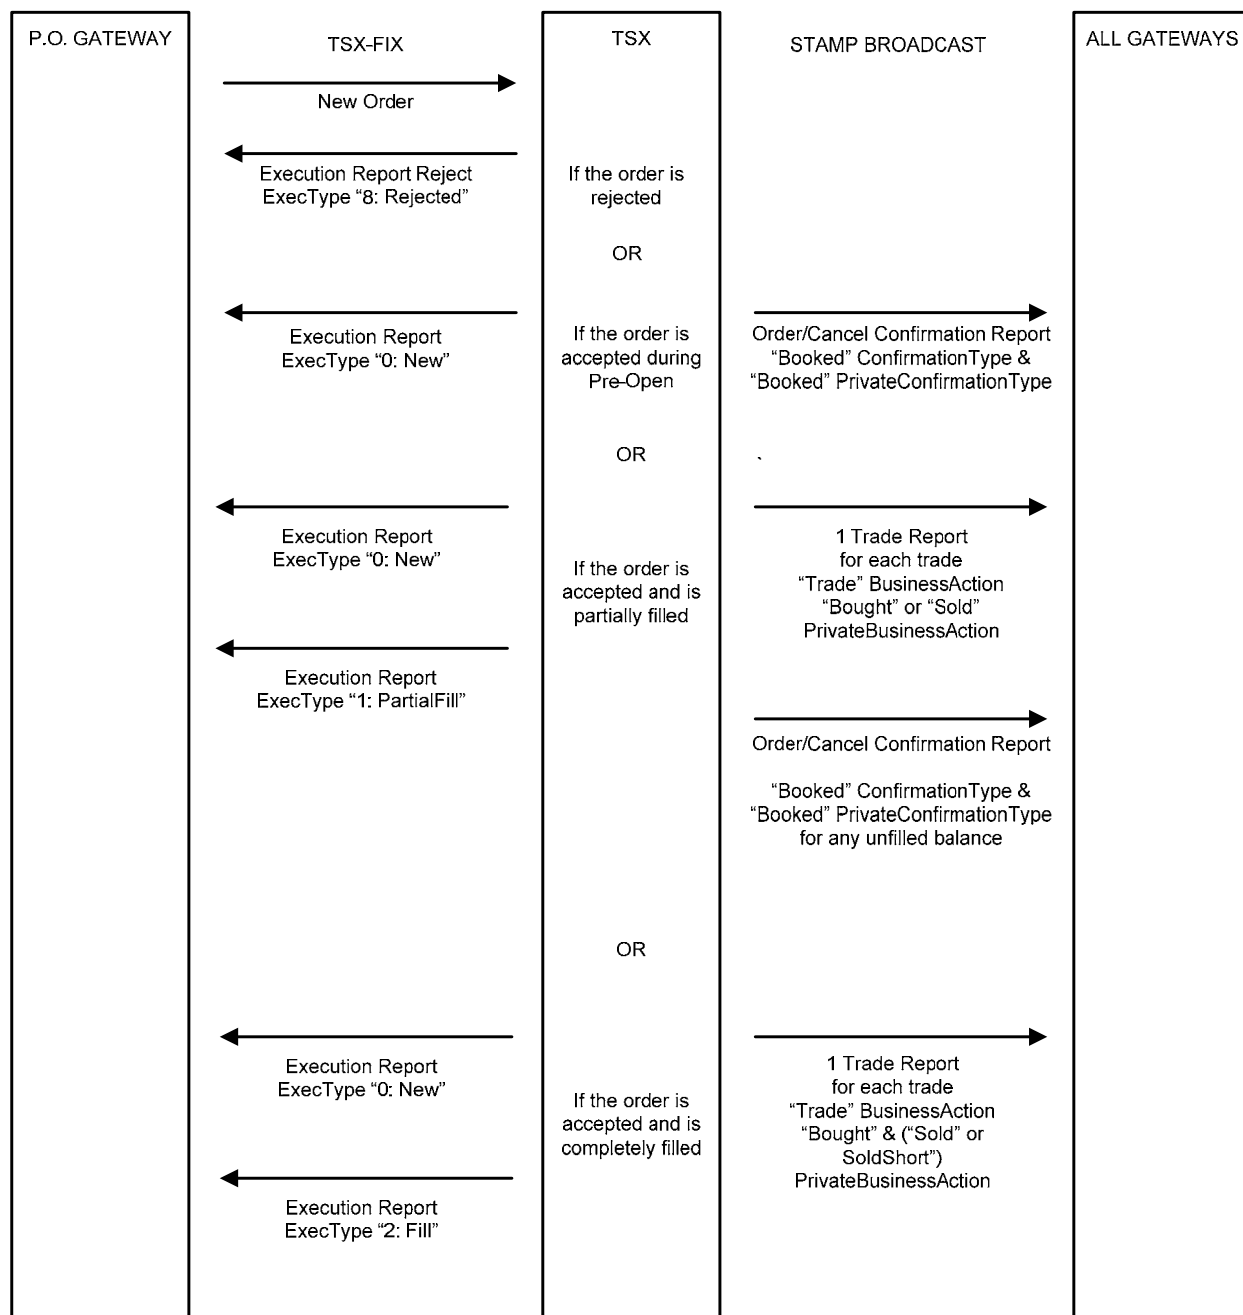 P.O. GATEWAY
TSX-FIX
TSX
STAMP BROADCAST
ALL GATEWAYS
New Order
Execution Report Reject
ExecType “8: Rejected”
If the order is
rejected
OR
Execution Report
ExecType “0: New”
If the order is
accepted during
Pre-Open
Order/Cancel Confirmation Report
“Booked” ConfirmationType &
“Booked” PrivateConfirmationType
OR
Execution Report
ExecType “0: New”
If the order is
accepted and is
partially filled
1 Trade Report
for each trade
“Trade” BusinessAction
“Bought” or “Sold”
PrivateBusinessAction
Execution Report
ExecType “1: PartialFill”
Order/Cancel Confirmation Report
“Booked” ConfirmationType &
“Booked” PrivateConfirmationType
for any unfilled balance
OR
Execution Report
ExecType “0: New”
If the order is
accepted and is
completely filled
1 Trade Report
for each trade
“Trade” BusinessAction
“Bought” & (“Sold” or
SoldShort”)
PrivateBusinessAction
Execution Report
ExecType “2: Fill”